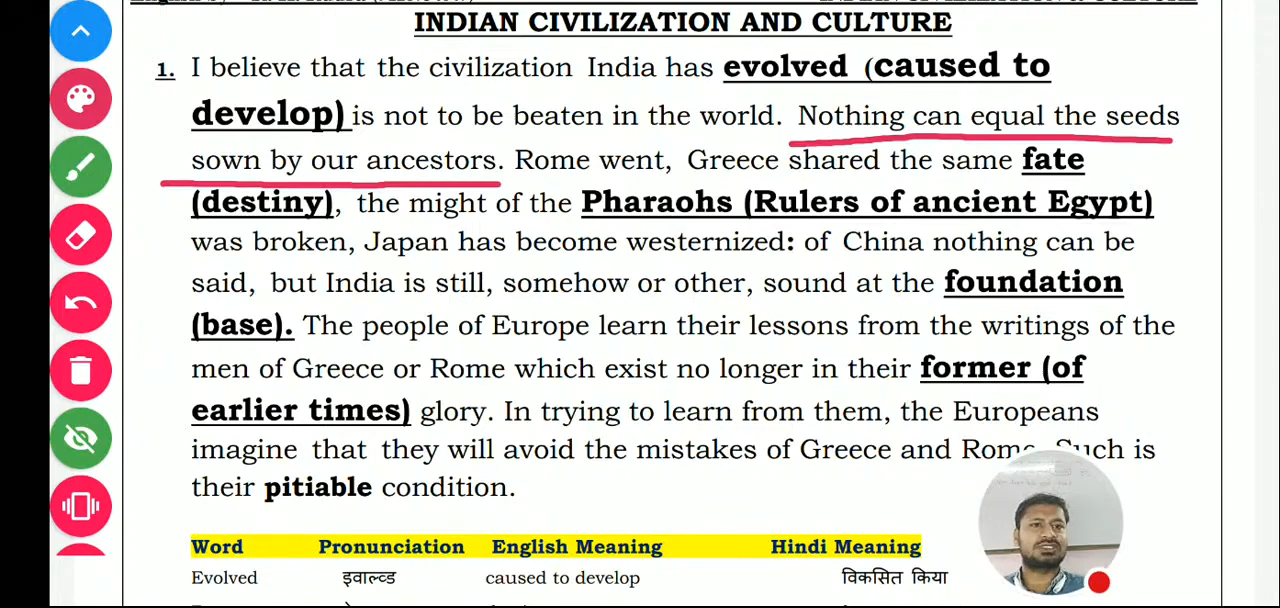 INDIAN CIVILIZATION AND CULTURE
1. I believe that the civilization India has evolved (caused to
develop) is not to be beaten in the world. Nothing can equal the seeds
sown by our ancestors. Rome went, Greece shared the same fate
(destiny), the might of the Pharaohs (Rulers of ancient Egypt)
was broken, Japan has become westernized: of China nothing can be
said, but India is still, somehow or other, sound at the foundation
(base). The people of Europe learn their lessons from the writings of the
men of Greece or Rome which exist no longer in their former (of
earlier times) glory. In trying to learn from them, the Europeans
imagine that they will avoid the mistakes of Greece and Rome. Such is
their pitiable condition.
Word Pronunciation English Meaning Hindi Meaning
Evolved इवाल्व्ड caused to develop विकसित किया